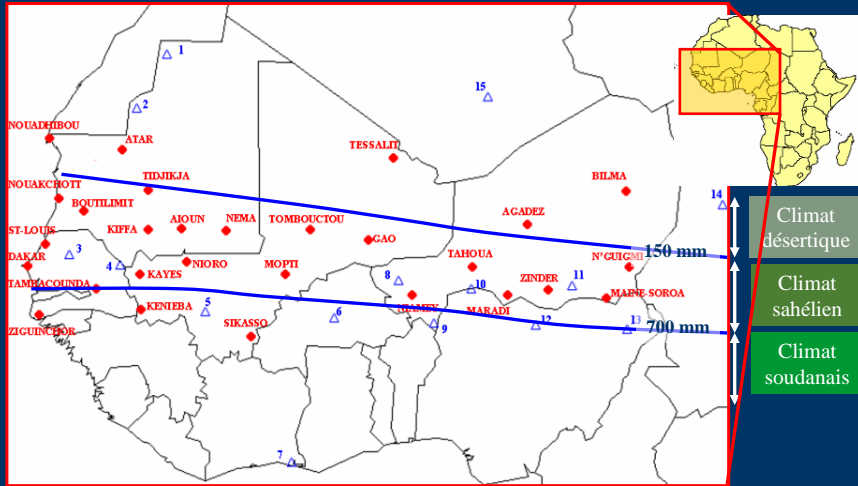 1
15
2
NOUADHIBOU
ATAR
TESSALIT
TIDJIKJA
BILMA
NOUAKCHOTT
14
BOUTILIMIT
AGADEZ
KIFFA
AIOUN
NEMA
TOMBOUCTOU
ST-LOUIS
GAO
150 mm
3
DAKAR
4
NIORO
MOPTI
TAHOUA
N'GUIGMI
KAYES
8
TAMBACOUNDA
ZINDER
11
10
MAINE-SOROA
KENIEBA
5
NIAMEY
MARADI
6
9
12
13
700 mm
ZIGUINCHOR
SIKASSO
7
Climat
désertique
Climat
sahélien
Climat
soudanais